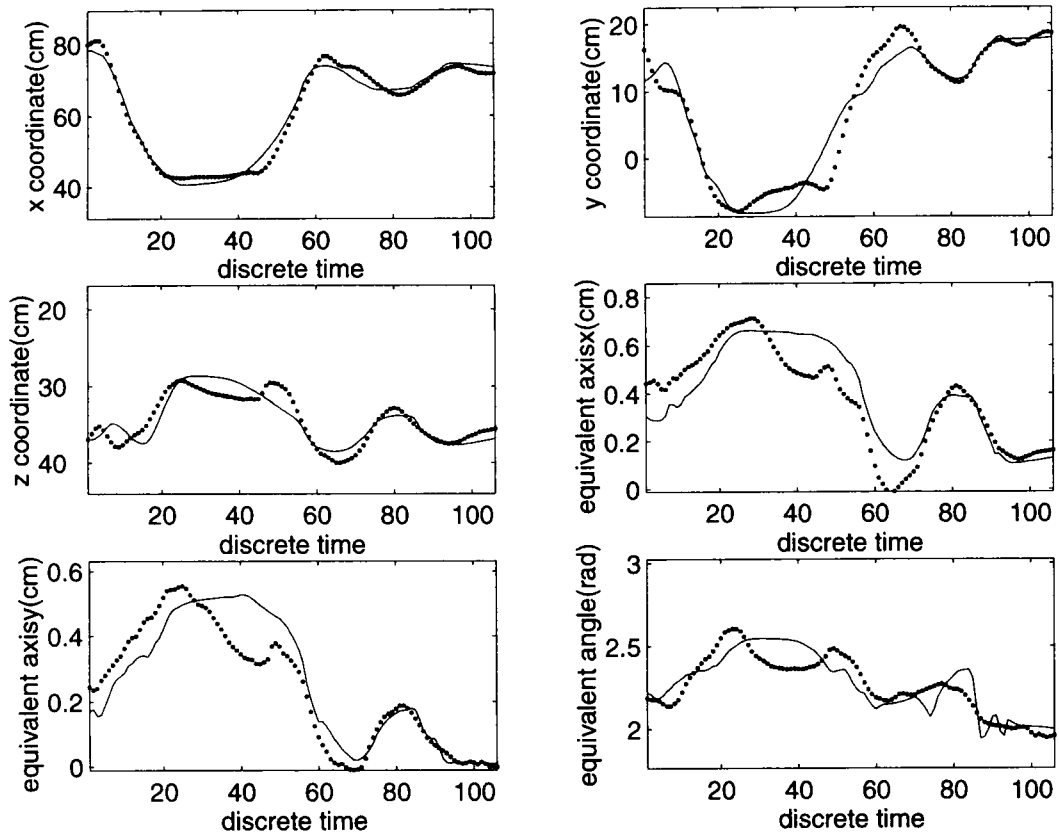 x coordinate(cm)
80
60
40
20 40 60 80 100
discrete time
y coordinate(cm)
20
10
0
20 40 60 80 100
discrete time
z coordinate(cm)
20
30
40
20 40 60 80 100
discrete time
equivalent axisx(cm)
0.8
0.6
0.4
0.2
0
20 40 60 80 100
discrete time
equivalent axisy(cm)
0.6
0.4
0.2
0
20 40 60 80 100
discrete time
equivalent angle(rad)
3
2.5
2
20 40 60 80 100
discrete time